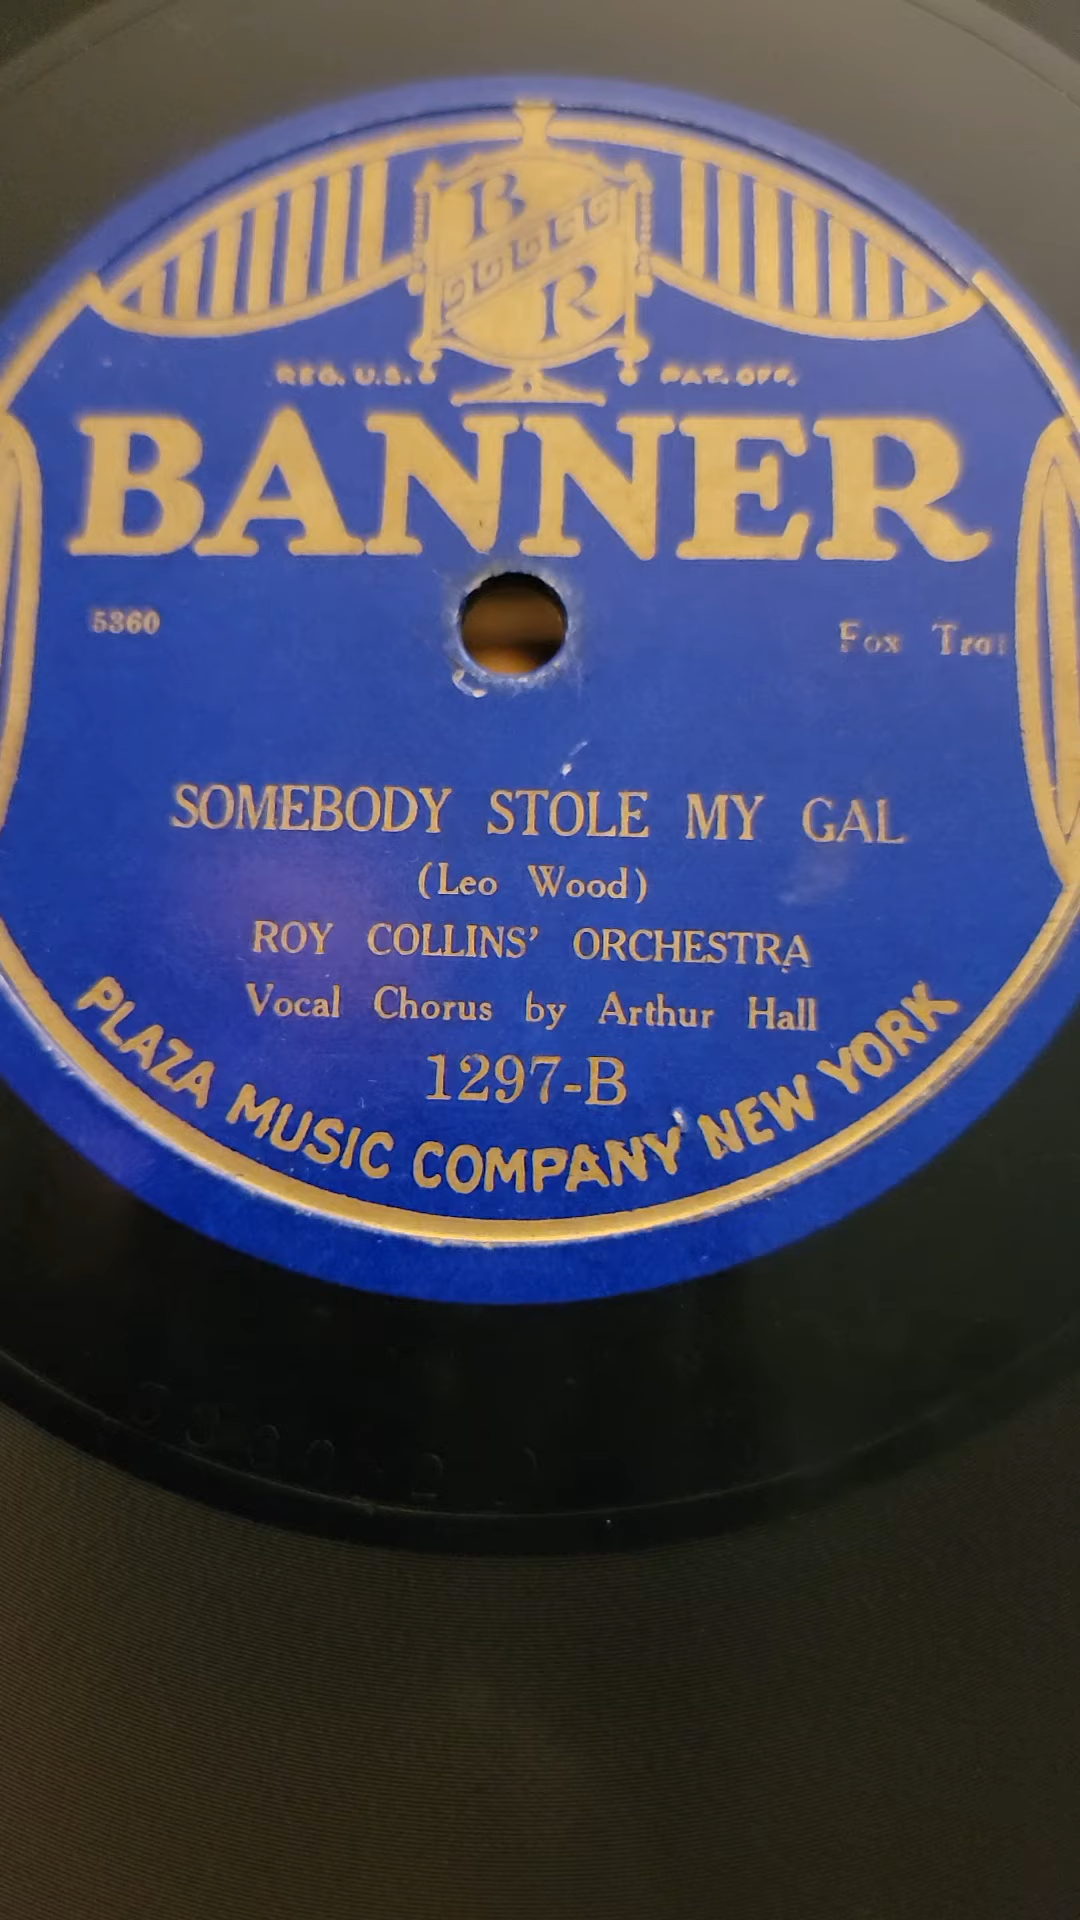 B
R
REG. U.S. PAT. OFF.
BANNER
5360 Fox Trot
SOMEBODY STOLE MY GAL
(Leo Wood)
ROY COLLINS' ORCHESTRA
Vocal Chorus by Arthur Hall
1297-B
PLAZA MUSIC COMPANY NEW YORK